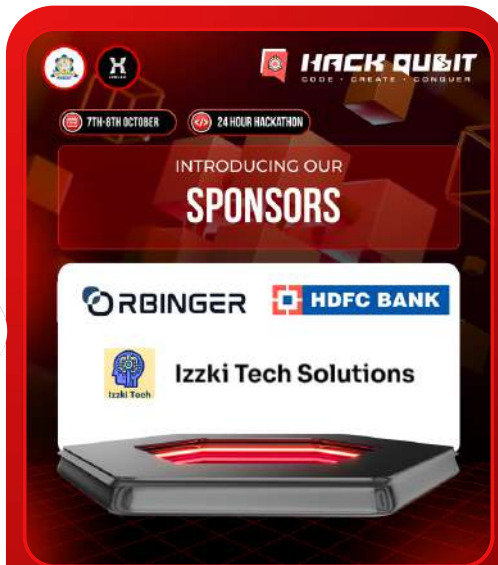 HACK QUBIT
CODE • CREATE • CONQUER
7TH-8TH OCTOBER
24 HOUR HACKATHON
INTRODUCING OUR
SPONSORS
ORBINGER
HDFC BANK
Izzki Tech
Izzki Tech Solutions